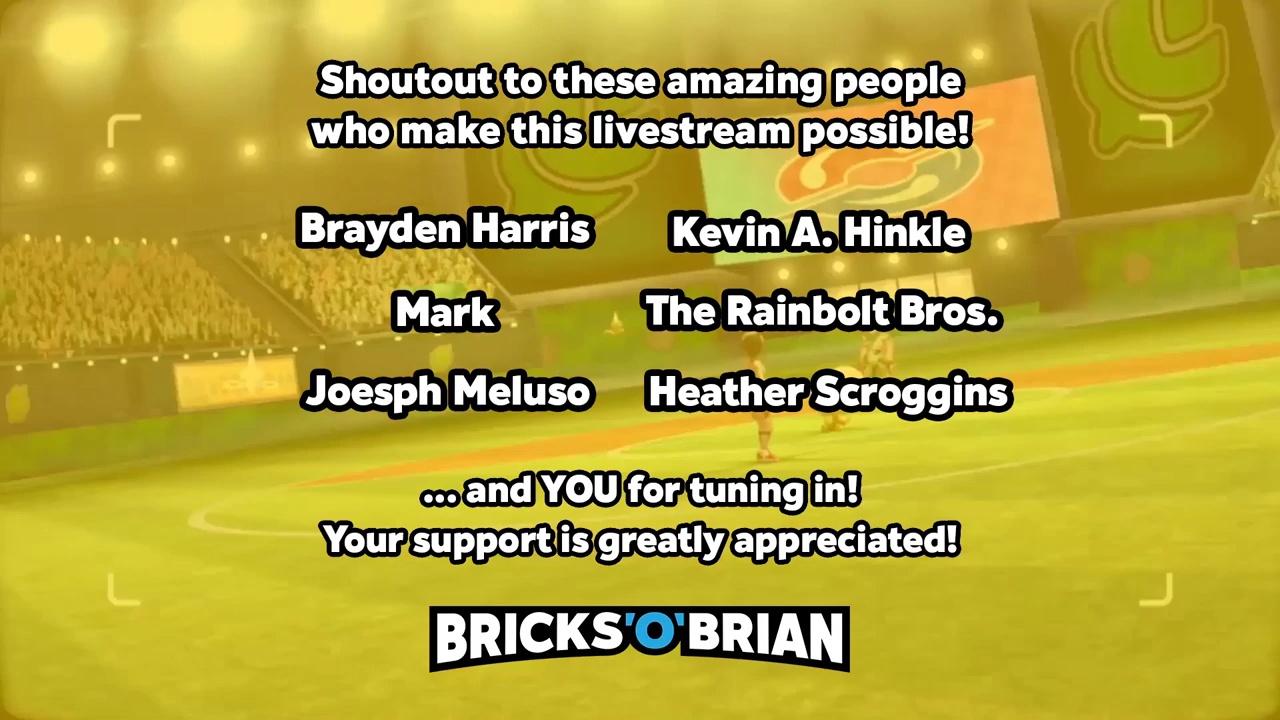 Shoutout to these amazing people
who make this livestream possible!
Brayden Harris
Kevin A. Hinkle
Mark
The Rainbolt Bros.
Joesph Meluso
Heather Scroggins
... and YOU for tuning in!
Your support is greatly appreciated!
BRICKS'O'BRIAN